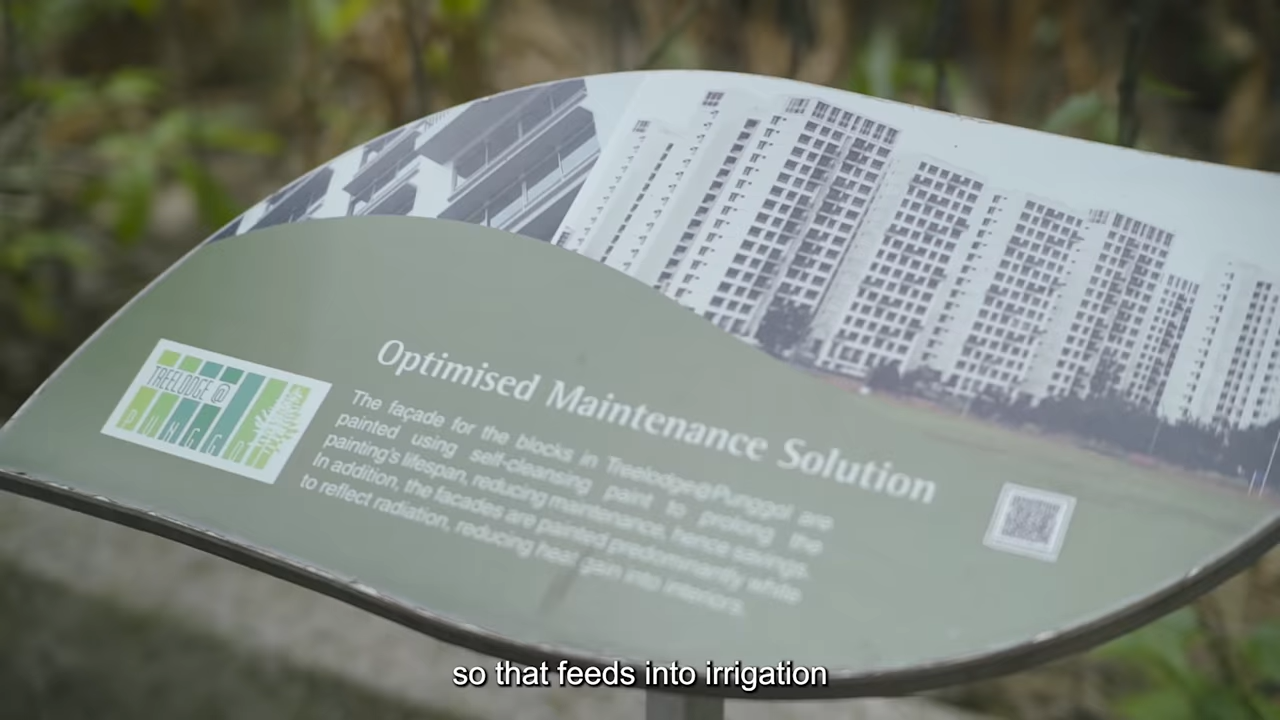 Optimised Maintenance Solution
TREELODGE @
PUNGGOL
The façade for the blocks in Treelodge@Punggol are
painted using self-cleansing paint to prolong the
painting's lifespan, reducing maintenance, hence savings.
In addition, the facades are painted predominantly white
to reflect radiation, reducing heat gain into interiors.
so that feeds into irrigation